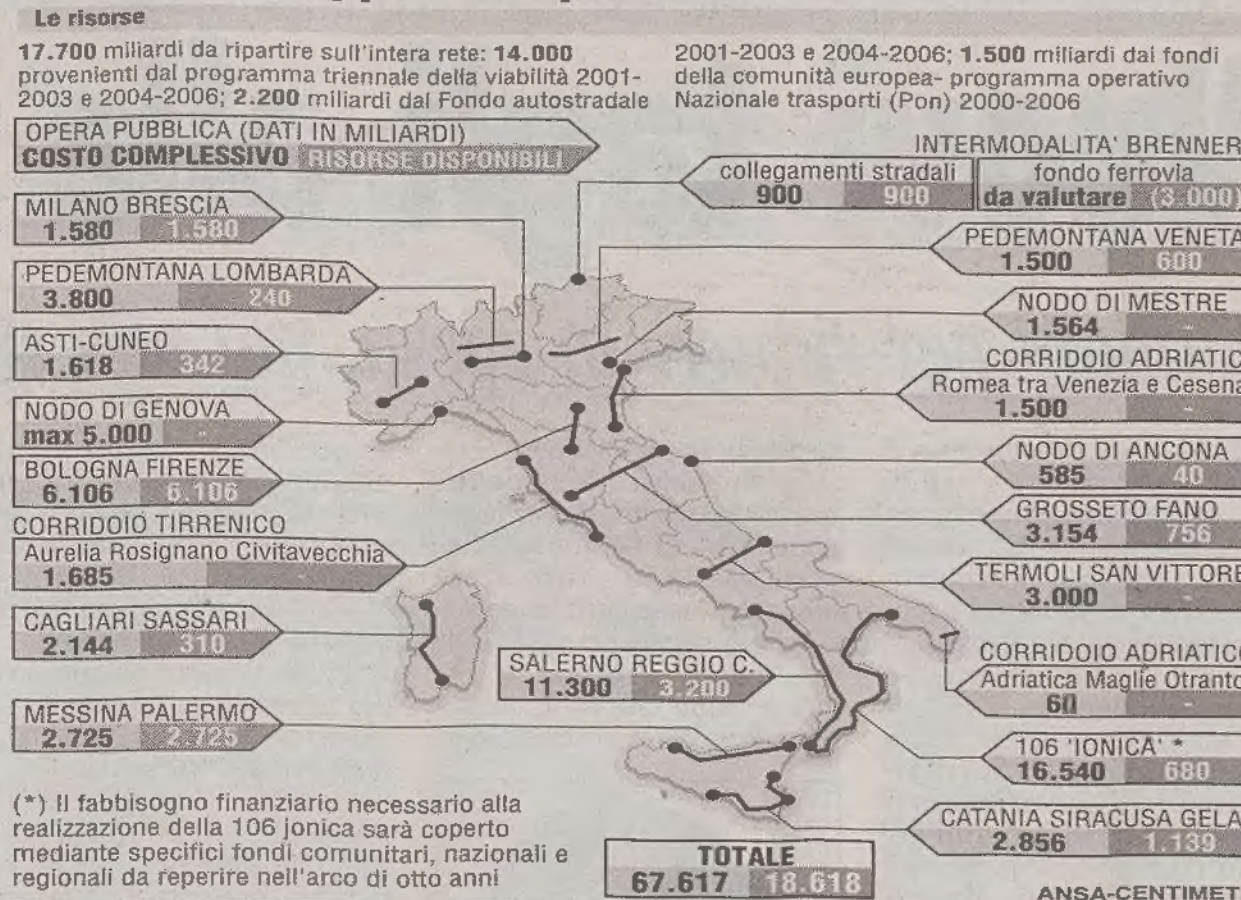 Le risorse
17.700 miliardi da ripartire sull'intera rete: 14.000
provenienti dal programma triennale della viabilità 2001-
2003 e 2004-2006; 2.200 miliardi dal Fondo autostradale
2001-2003 e 2004-2006; 1.500 miliardi dai fondi
della comunità europea- programma operativo
Nazionale trasporti (Pon) 2000-2006
OPERA PUBBLICA (DATI IN MILIARDI)
COSTO COMPLESSIVO RISORSE DISPONIBILI
MILANO BRESCIA
1.580 1.580
PEDEMONTANA LOMBARDA
3.800 240
ASTI-CUNEO
1.618 342
NODO DI GENOVA
max 5.000 -
BOLOGNA FIRENZE
6.106 6.106
CORRIDOIO TIRRENICO
Aurelia Rosignano Civitavecchia
1.685 -
CAGLIARI SASSARI
2.144 310
MESSINA PALERMO
2.725 2.725
SALERNO REGGIO C.
11.300 3.200
INTERMODALITA' BRENNER
collegamenti stradali
900 900
fondo ferrovia
da valutare (3.000)
PEDEMONTANA VENETA
1.500 600
NODO DI MESTRE
1.564 -
CORRIDOIO ADRIATIC
Romea tra Venezia e Cesena
1.500 -
NODO DI ANCONA
585 40
GROSSETO FANO
3.154 756
TERMOLI SAN VITTORE
3.000 -
CORRIDOIO ADRIATICO
Adriatica Maglie Otranto
60 -
106 'IONICA' *
16.540 680
CATANIA SIRACUSA GELA
2.856 1.139
(*) Il fabbisogno finanziario necessario alla
realizzazione della 106 jonica sarà coperto
mediante specifici fondi comunitari, nazionali e
regionali da reperire nell'arco di otto anni
TOTALE
67.617 18.618
ANSA-CENTIMET